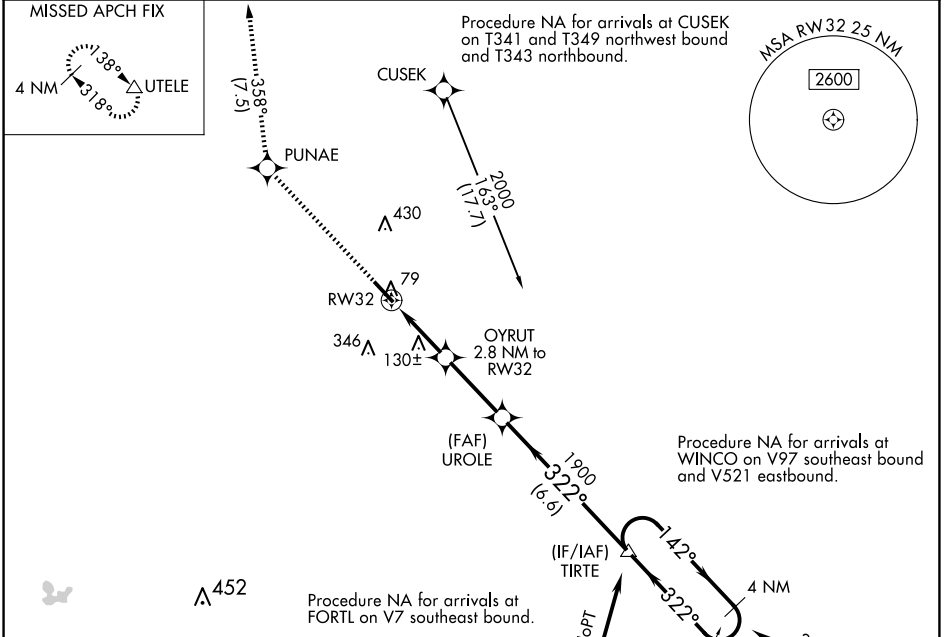 MISSED APCH FIX
4 NM
138°
318°
UTELE
358°
(7.5)
PUNAE
Procedure NA for arrivals at CUSEK
on T341 and T349 northwest bound
and T343 northbound.
CUSEK
2000
163°
(17.7)
MSA RW32 25 NM
2600
430
79
RW32
346
130±
OYRUT
2.8 NM to
RW32
(FAF)
UROLE
1900
322°
(6.6)
Procedure NA for arrivals at
WINCO on V97 southeast bound
and V521 eastbound.
(IF/IAF)
TIRTE
142°
4 NM
322°
452
Procedure NA for arrivals at
FORTL on V7 southeast bound.